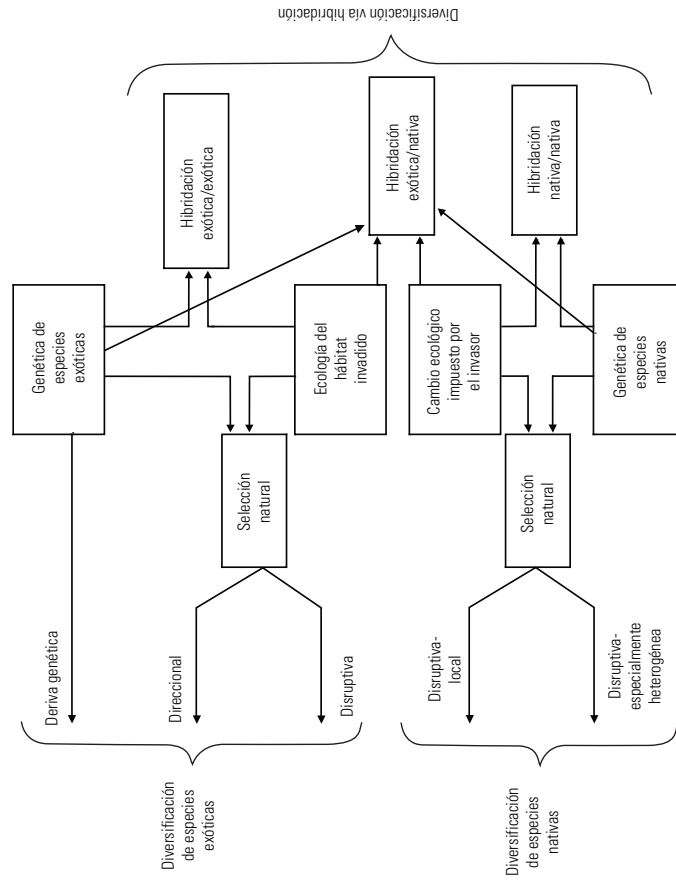 Diversificación vía hibridación
Hibridación
exótica/exótica
Hibridación
exótica/nativa
Hibridación
nativa/nativa
Genética de
especies
exóticas
Ecología del
hábitat
invadido
Cambio ecológico
impuesto por
el invasor
Genética de
especies
nativas
Selección
natural
Selección
natural
Deriva genética
Direccional
Disruptiva
Disruptiva-
local
Disruptiva-
especialmente
heterogénea
Diversificación
de especies
exóticas
Diversificación
de especies
nativas